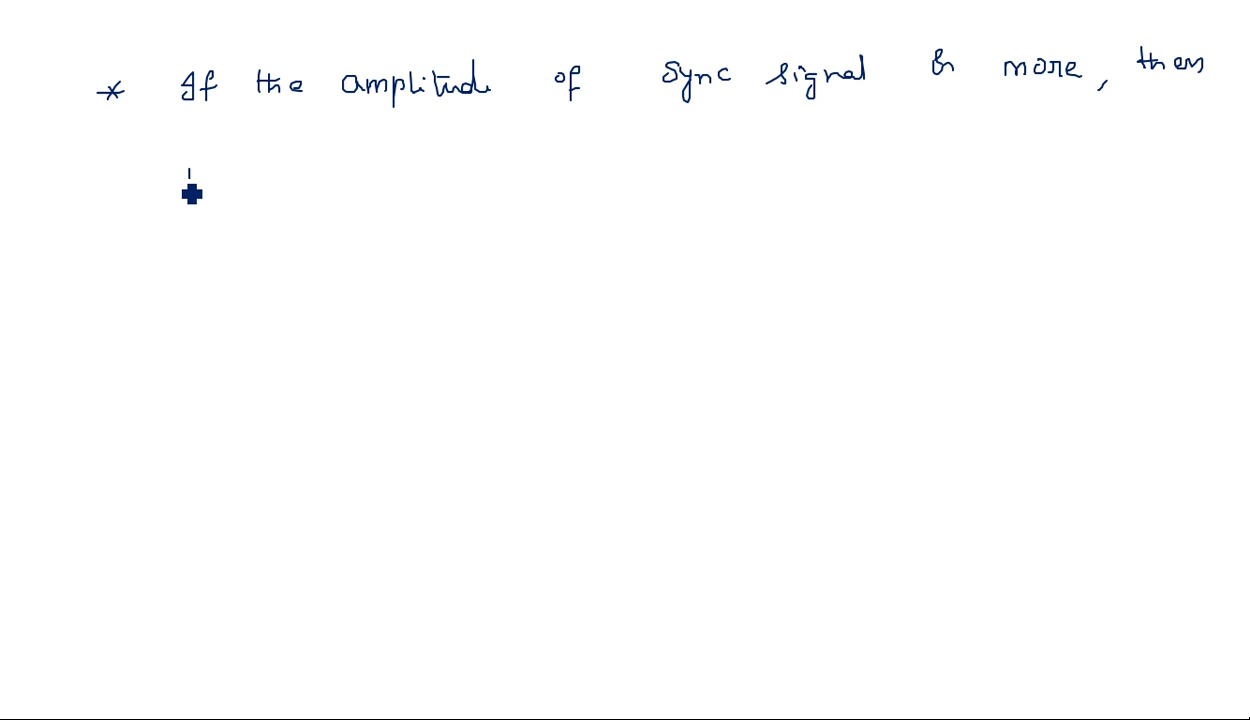 * If the amplitude of sync signal is more, then